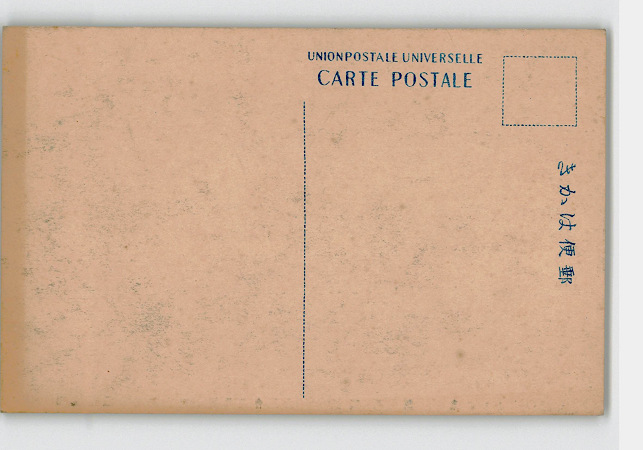 UNION POSTALE UNIVERSELLE
CARTE POSTALE
きかは便郵